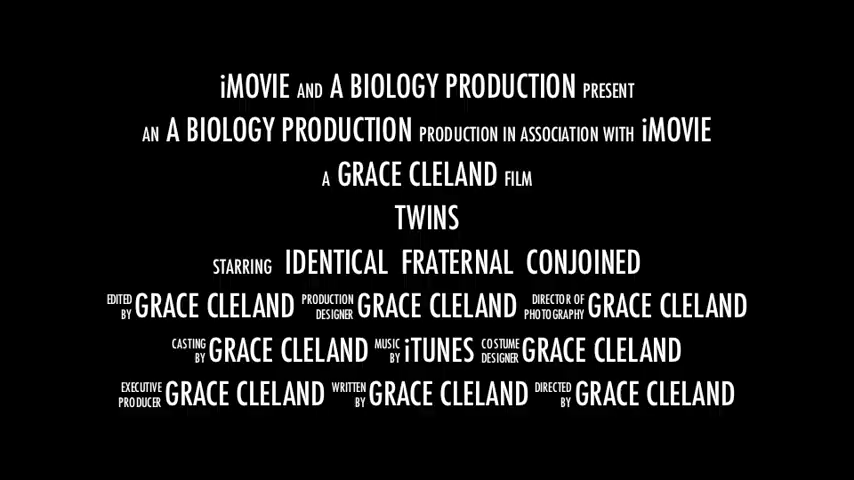 iMOVIE AND A BIOLOGY PRODUCTION PRESENT
AN A BIOLOGY PRODUCTION PRODUCTION IN ASSOCIATION WITH iMOVIE
A GRACE CLELAND FILM
TWINS
STARRING IDENTICAL FRATERNAL CONJOINED
EDITED BY GRACE CLELAND PRODUCTION DESIGNER GRACE CLELAND DIRECTOR OF PHOTOGRAPHY GRACE CLELAND
CASTING BY GRACE CLELAND MUSIC BY iTUNES COSTUME DESIGNER GRACE CLELAND
EXECUTIVE PRODUCER GRACE CLELAND WRITTEN BY GRACE CLELAND DIRECTED BY GRACE CLELAND